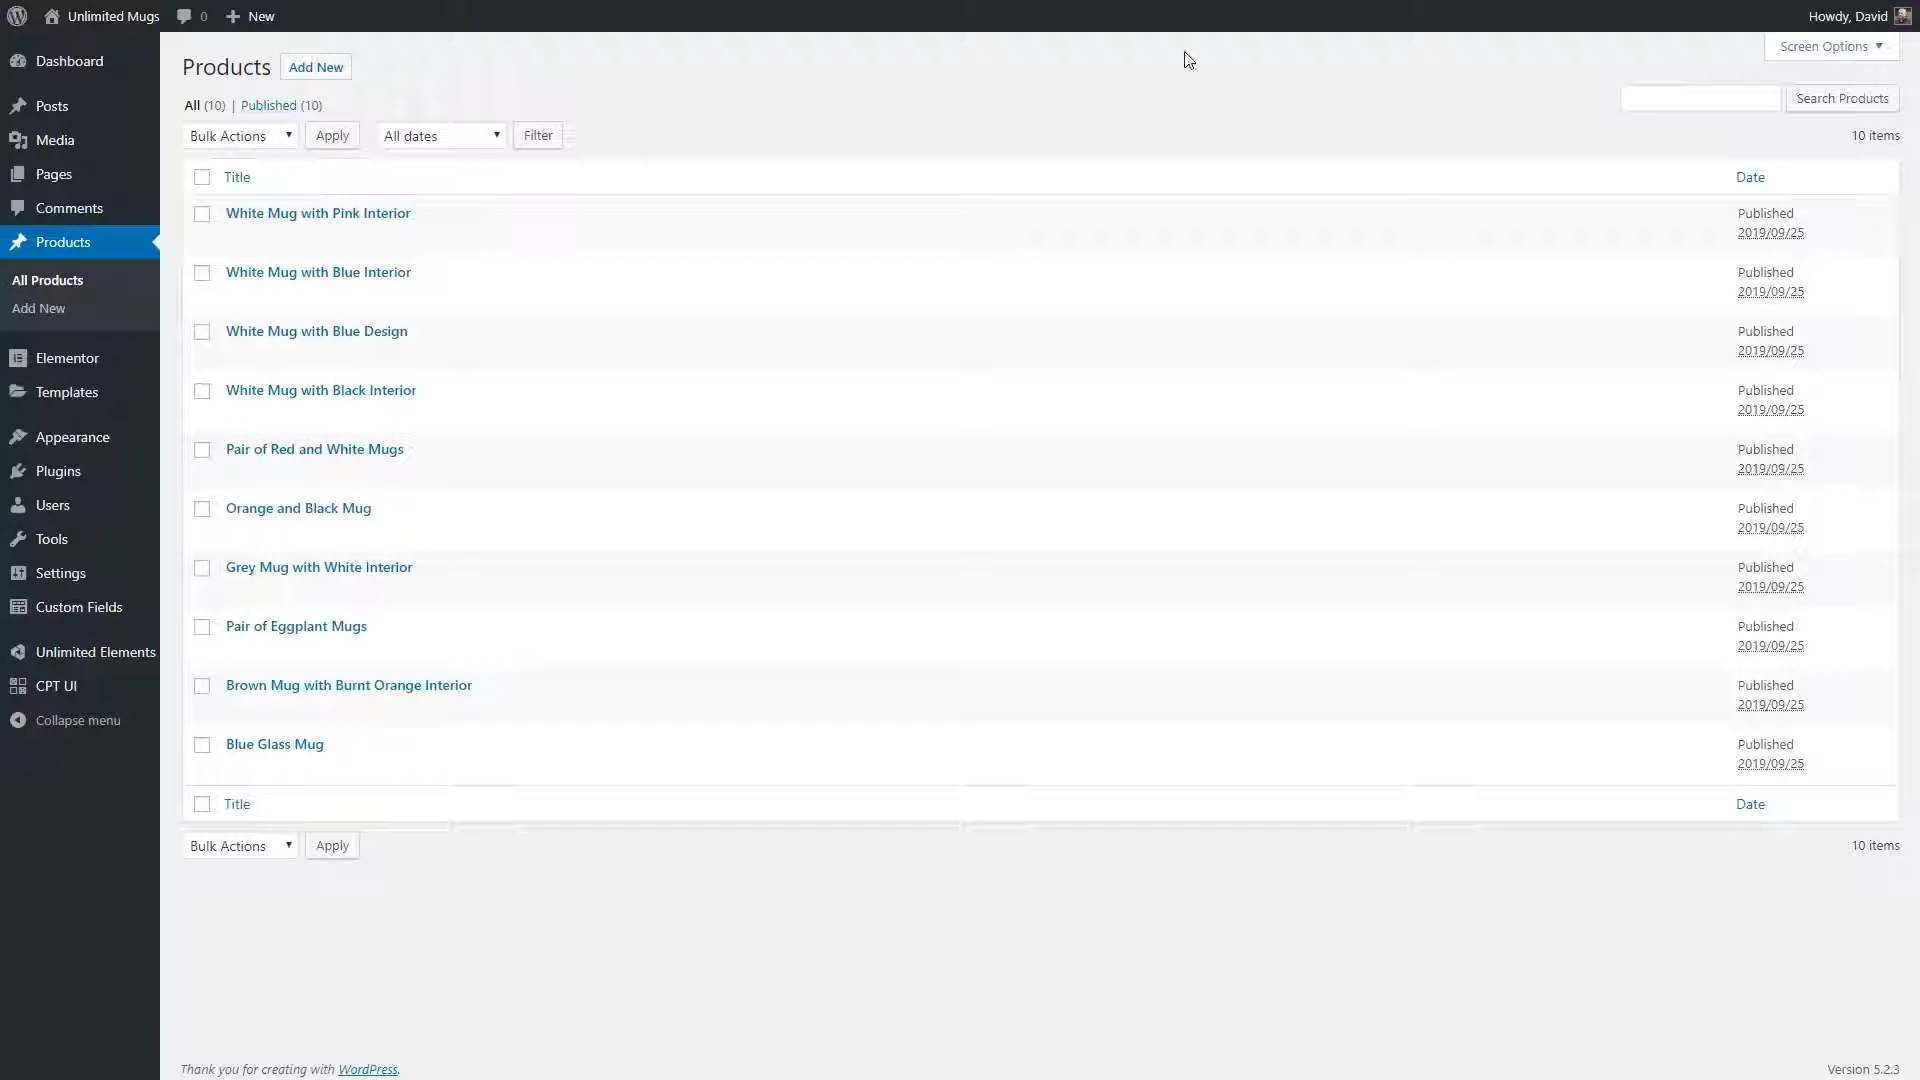 Unlimited Mugs 0 New Howdy, David
Dashboard
Posts
Media
Pages
Comments
Products
All Products
Add New
Elementor
Templates
Appearance
Plugins
Users
Tools
Settings
Custom Fields
Unlimited Elements
CPT UI
Collapse menu
Screen Options
Products Add New
All (10) | Published (10)
Search Products
Bulk Actions Apply All dates Filter 10 items
Title Date
White Mug with Pink Interior Published
2019/09/25
White Mug with Blue Interior Published
2019/09/25
White Mug with Blue Design Published
2019/09/25
White Mug with Black Interior Published
2019/09/25
Pair of Red and White Mugs Published
2019/09/25
Orange and Black Mug Published
2019/09/25
Grey Mug with White Interior Published
2019/09/25
Pair of Eggplant Mugs Published
2019/09/25
Brown Mug with Burnt Orange Interior Published
2019/09/25
Blue Glass Mug Published
2019/09/25
Title Date
Bulk Actions Apply 10 items
Thank you for creating with WordPress. Version 5.2.3